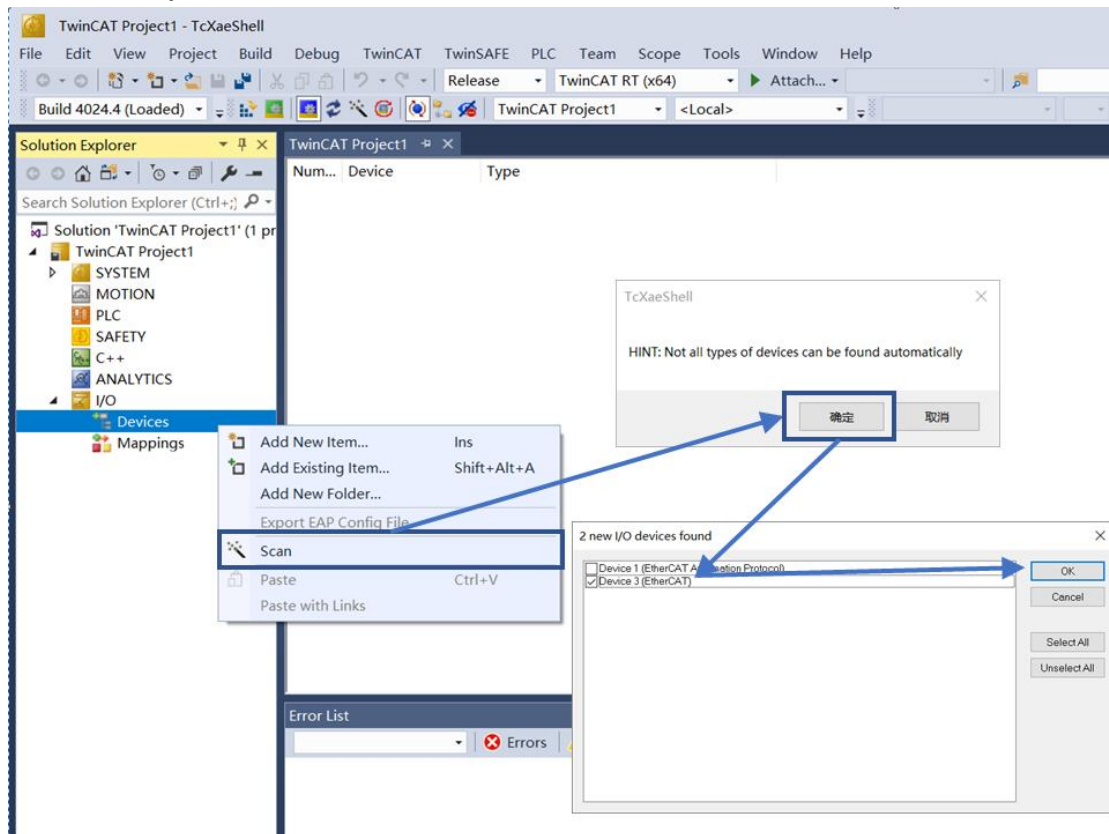 TwinCAT Project1 - TcXaeShell
File Edit View Project Build Debug TwinCAT TwinSAFE PLC Team Scope Tools Window Help
Release TwinCAT RT (x64) Attach...
Build 4024.4 (Loaded) TwinCAT Project1 <Local>
Solution Explorer
TwinCAT Project1
Num... Device Type
Search Solution Explorer (Ctrl+;)
Solution 'TwinCAT Project1' (1 pr
TwinCAT Project1
SYSTEM
MOTION
PLC
SAFETY
C++
ANALYTICS
I/O
Devices
Mappings
Add New Item... Ins
Add Existing Item... Shift+Alt+A
Add New Folder...
Export EAP Config File
Scan
Paste Ctrl+V
Paste with Links
TcXaeShell
HINT: Not all types of devices can be found automatically
确定 取消
2 new I/O devices found
Device 1 (EtherCAT Automation Protocol)
Device 3 (EtherCAT)
OK
Cancel
Select All
Unselect All
Error List
Errors